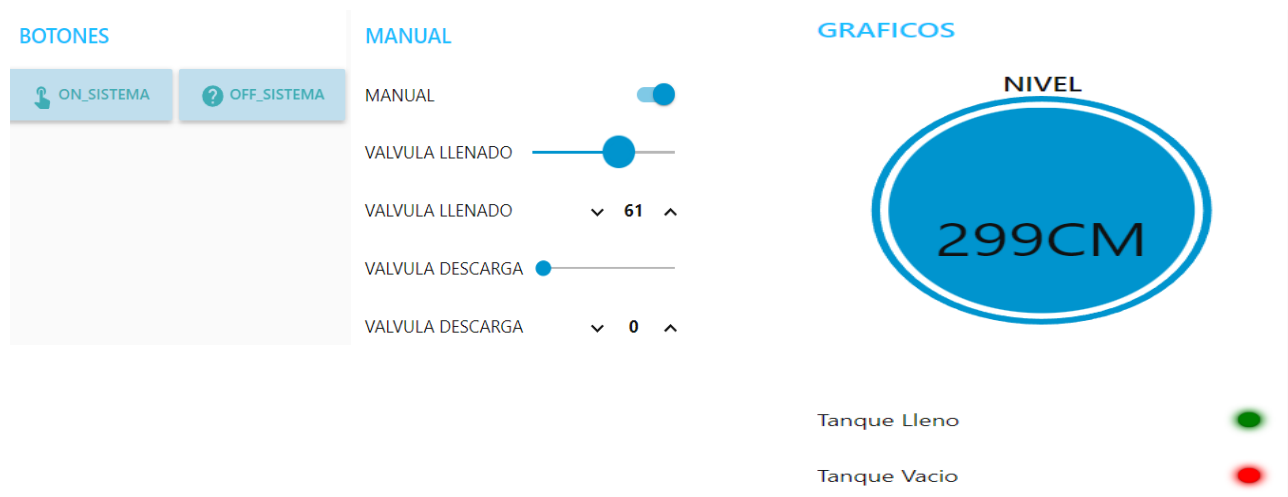 BOTONES
ON_SISTEMA
OFF_SISTEMA
MANUAL
MANUAL
VALVULA LLENADO
VALVULA LLENADO 61
VALVULA DESCARGA
VALVULA DESCARGA 0
GRAFICOS
NIVEL
299CM
Tanque Lleno
Tanque Vacio